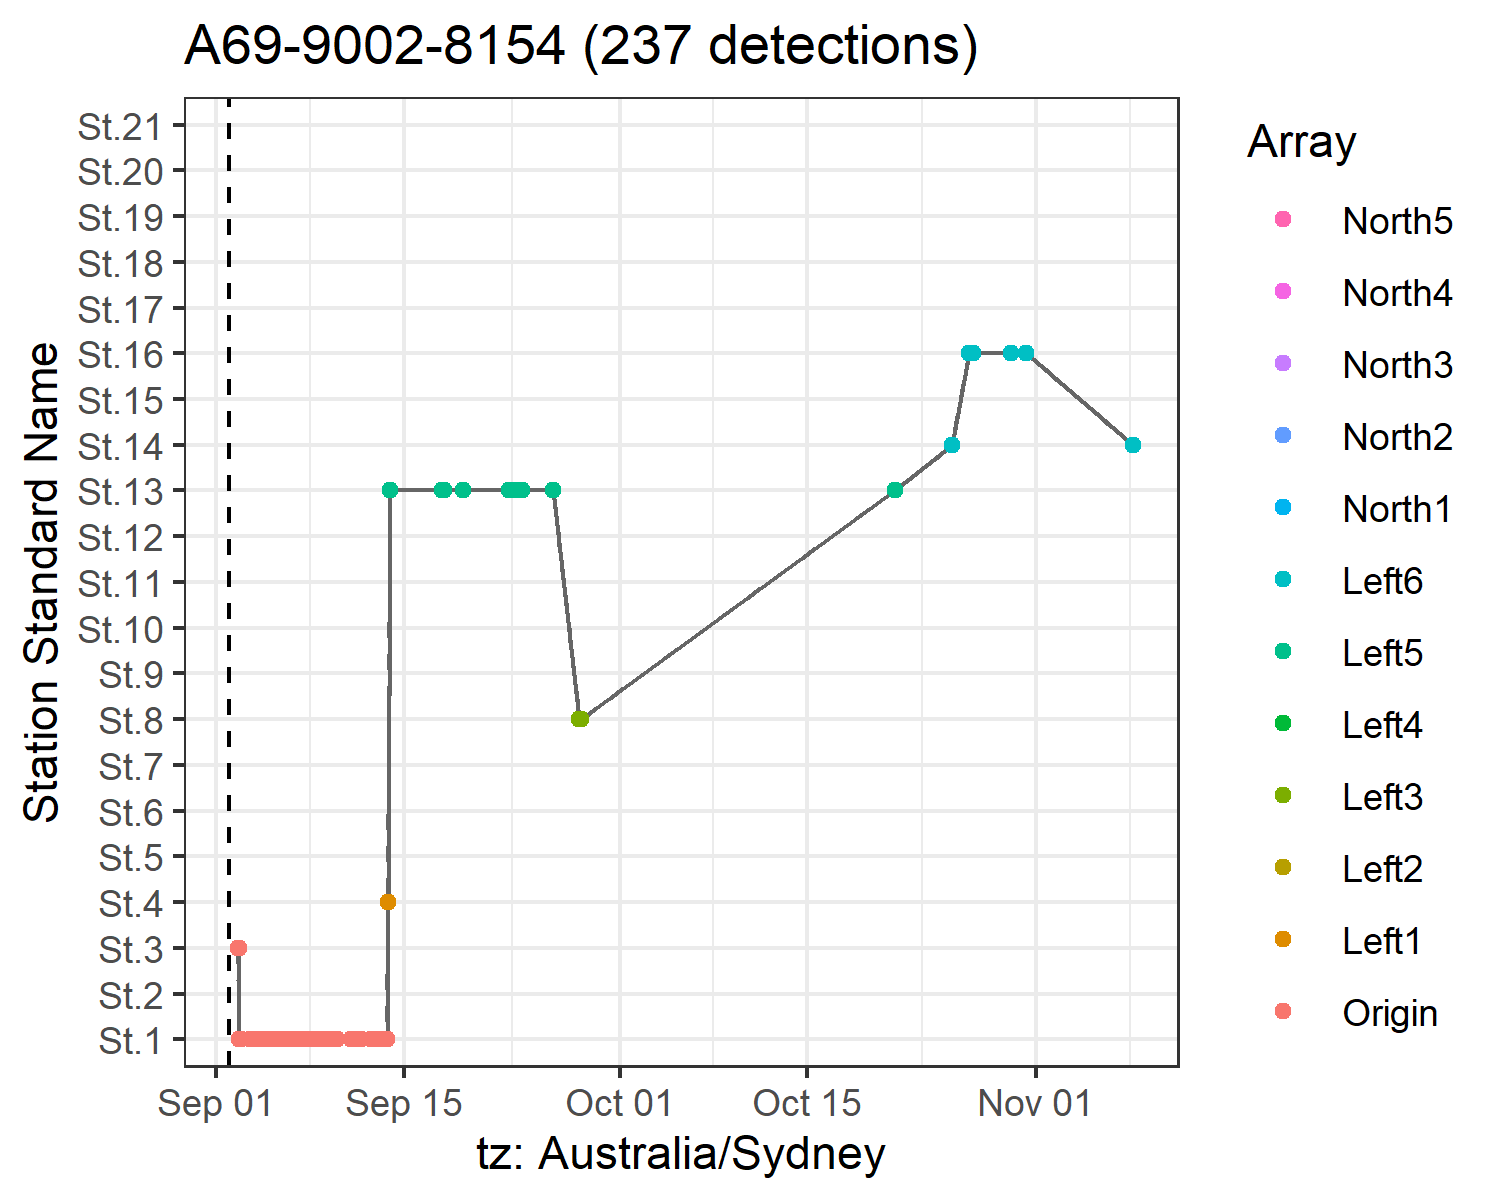 A69-9002-8154 (237 detections)
Station Standard Name
St.21
St.20
St.19
St.18
St.17
St.16
St.15
St.14
St.13
St.12
St.11
St.10
St.9
St.8
St.7
St.6
St.5
St.4
St.3
St.2
St.1
Sep 01 Sep 15 Oct 01 Oct 15 Nov 01
tz: Australia/Sydney
Array
North5
North4
North3
North2
North1
Left6
Left5
Left4
Left3
Left2
Left1
Origin